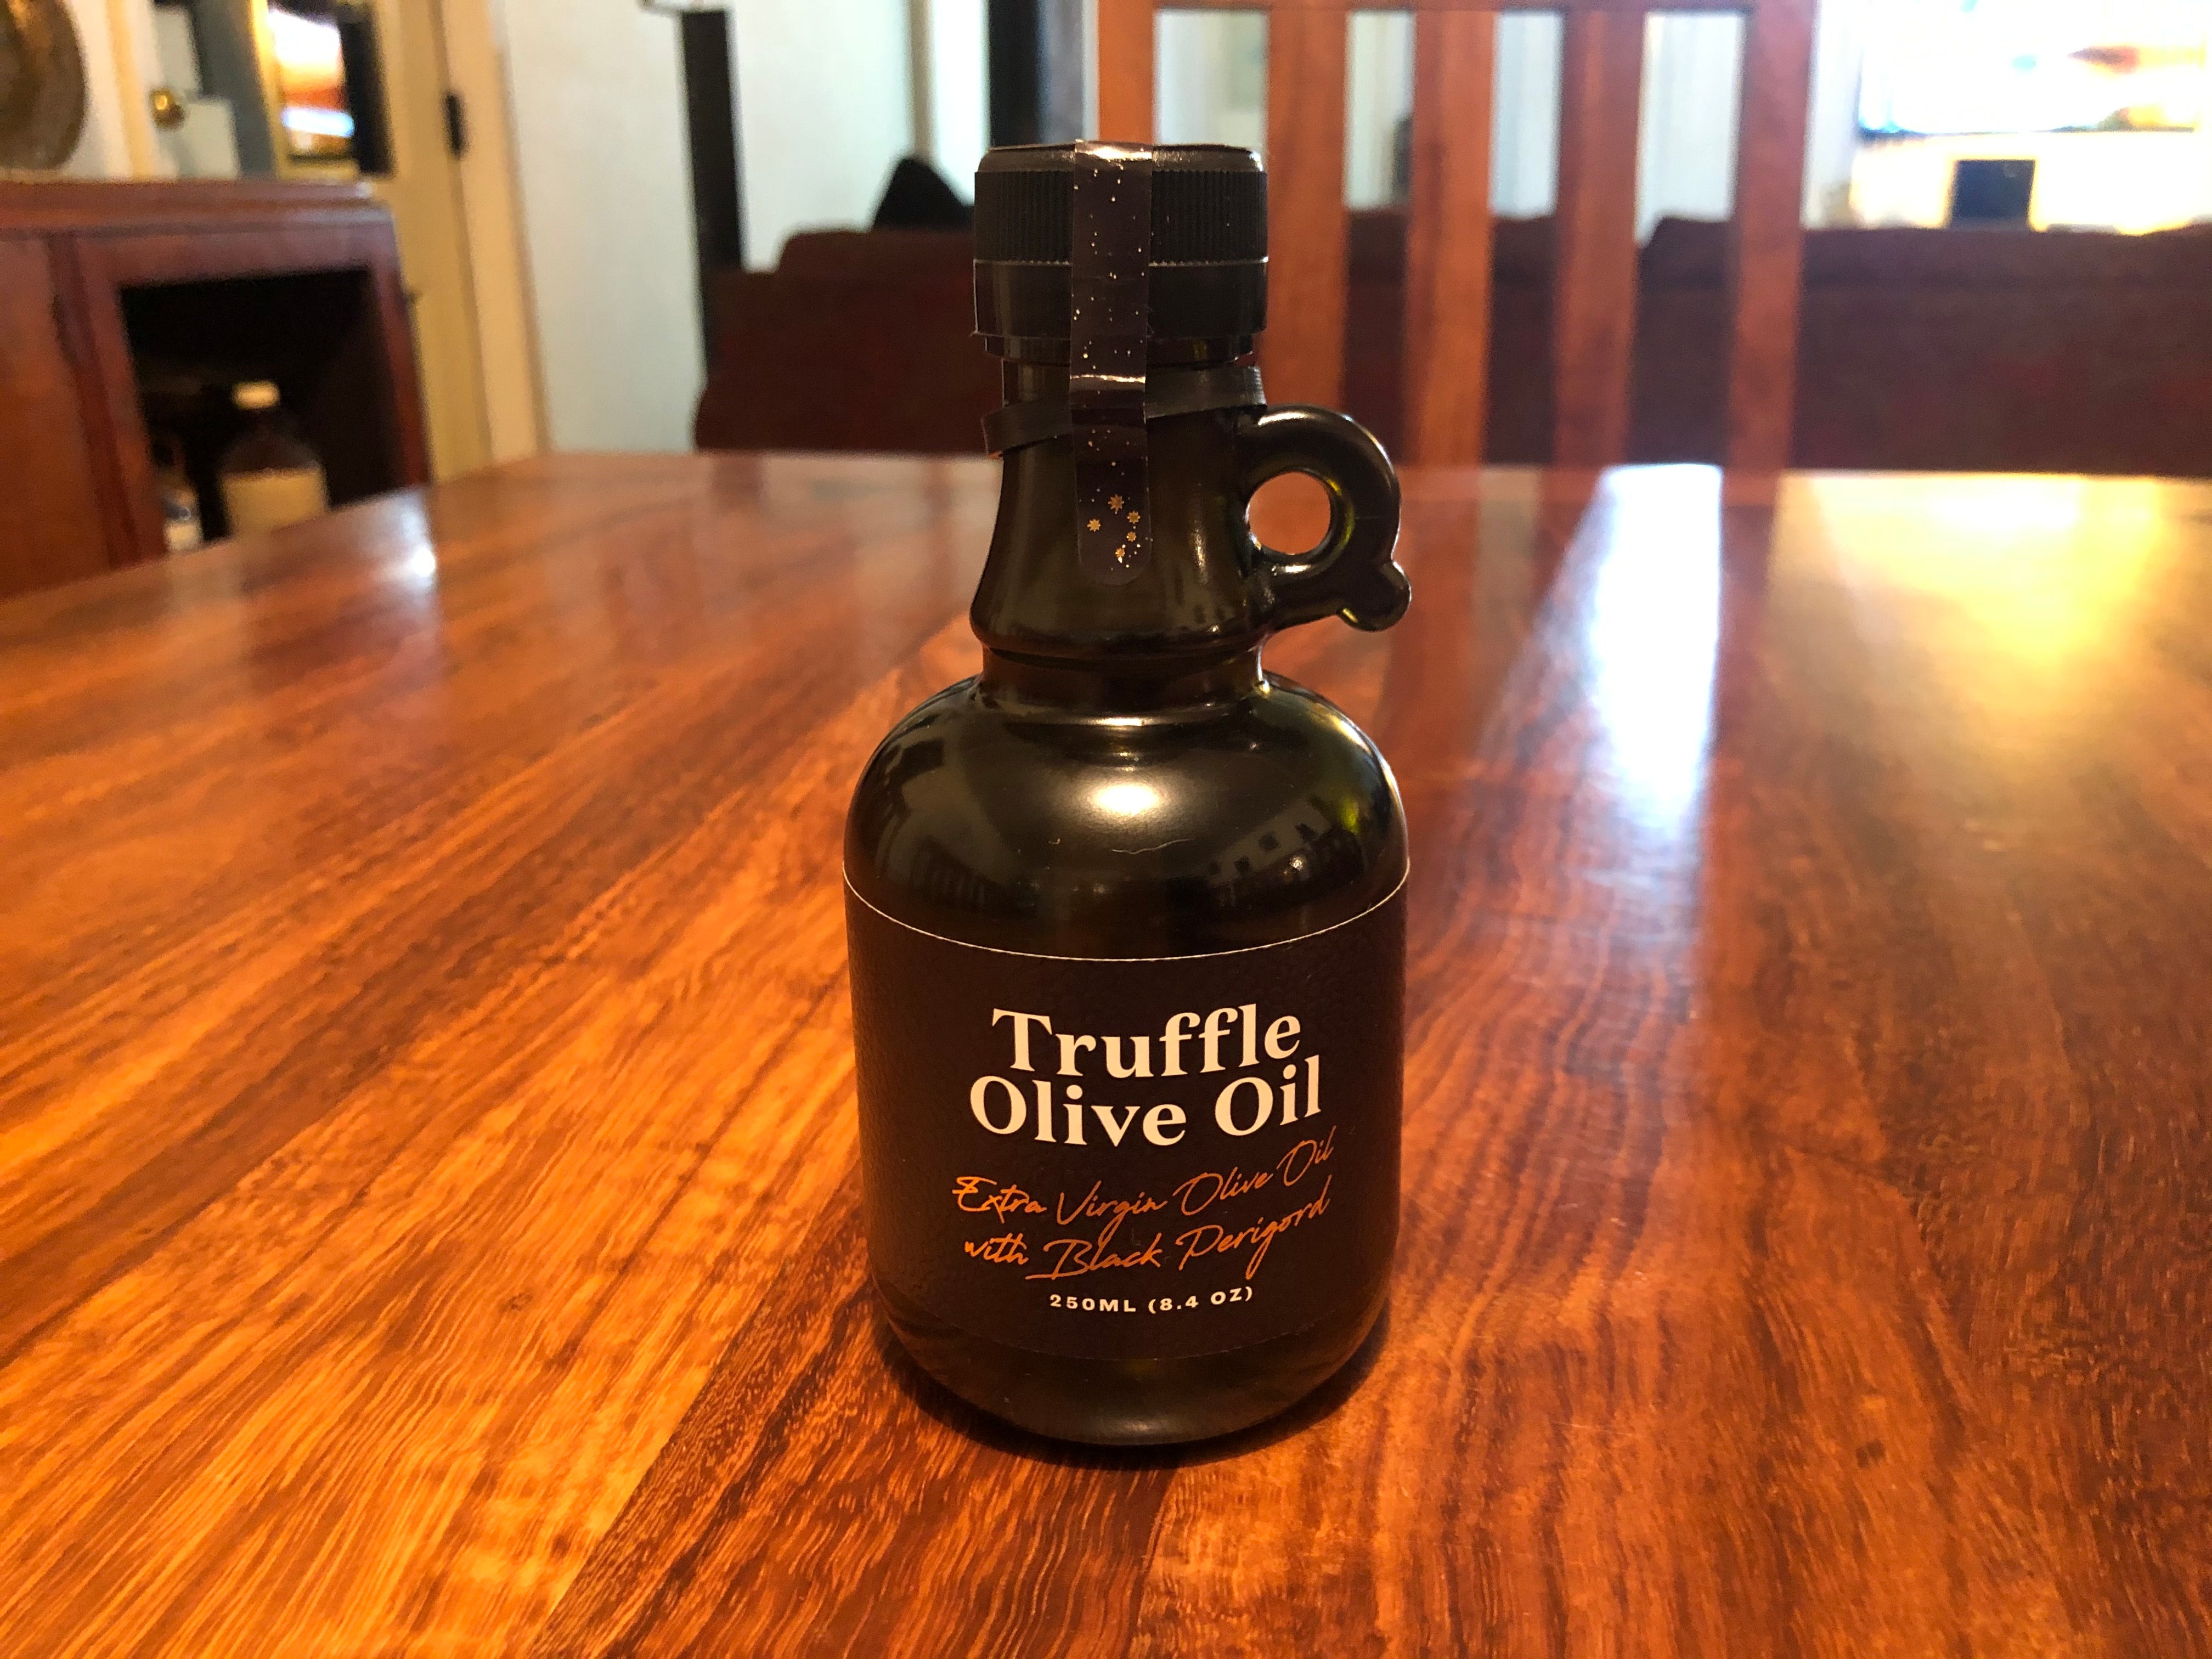 Truffle
Olive Oil
Extra Virgin Olive Oil
with Black Perigord
250ML (8.4 OZ)